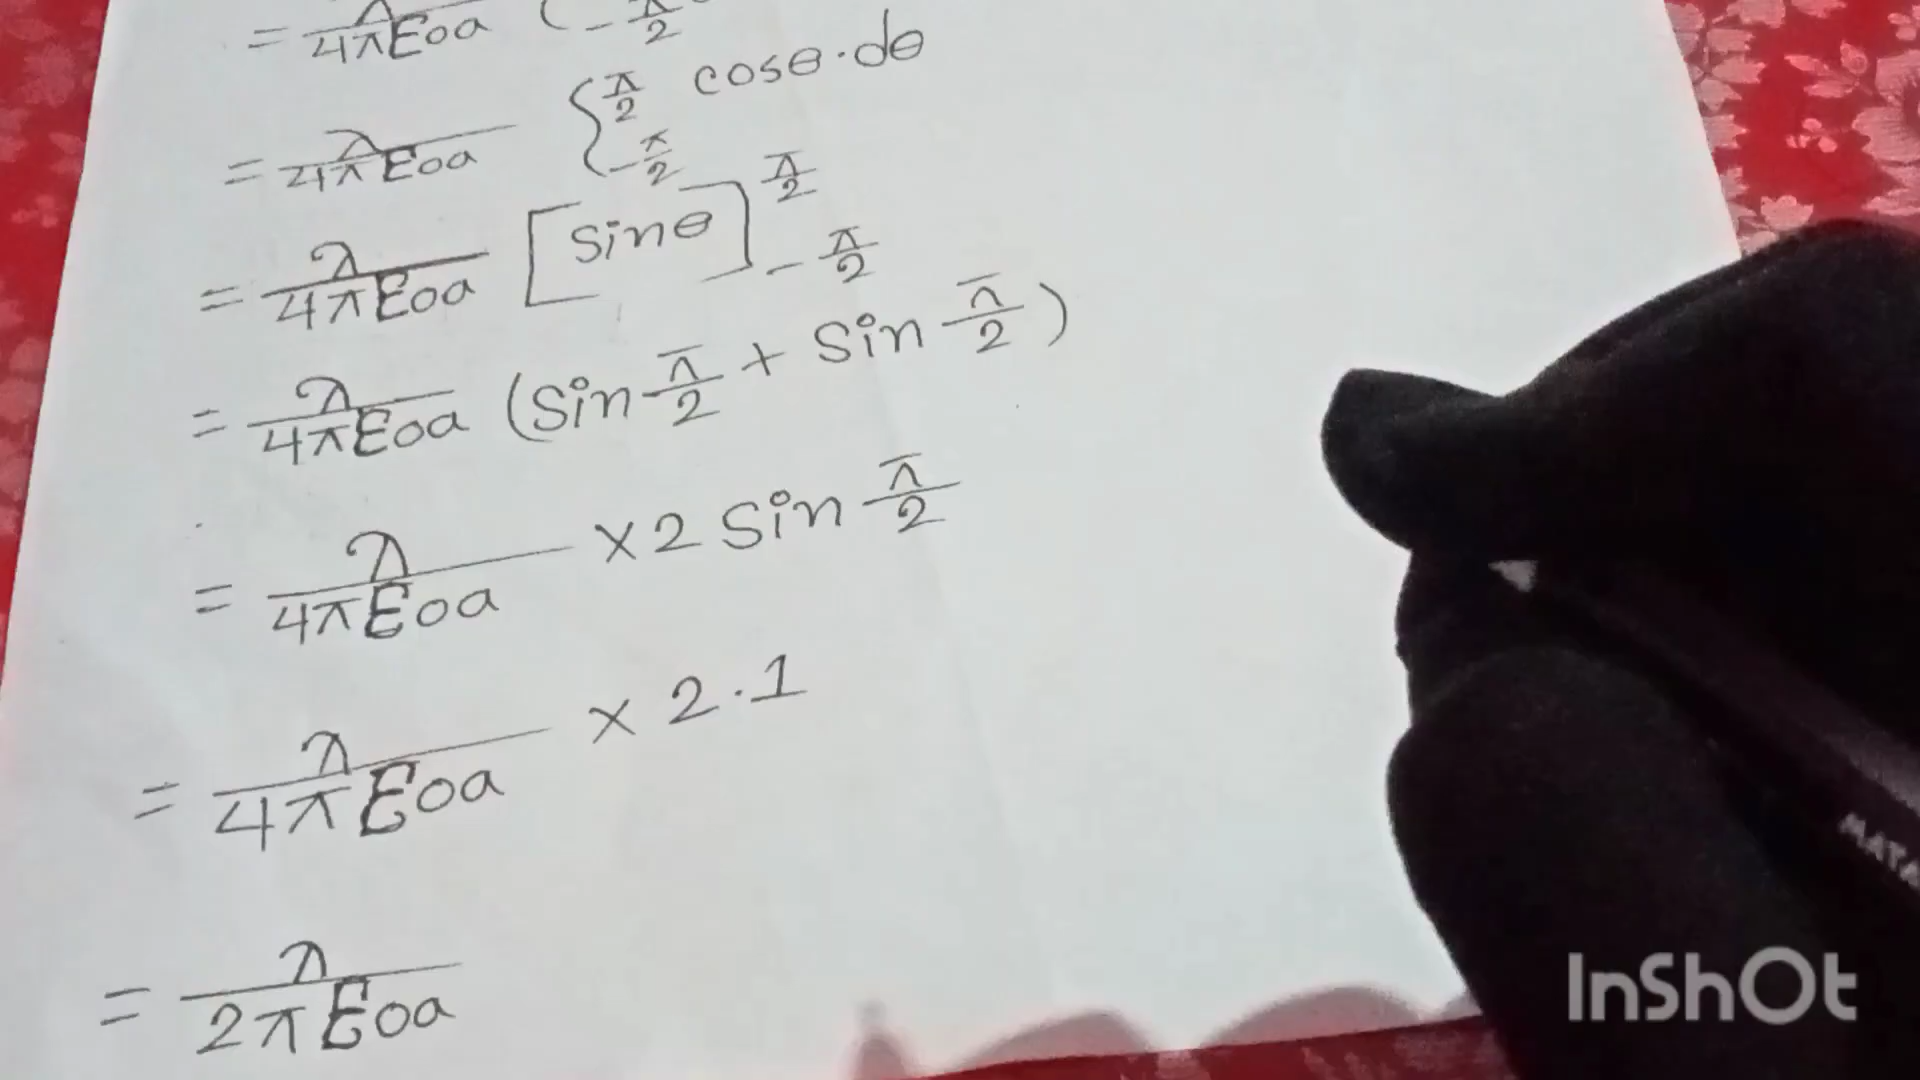 = λ/4πε0a ∫-π/2
= λ/4πε0a ∫-π/2^π/2 cosθ.dθ
= λ/4πε0a [sinθ]-π/2^π/2
= λ/4πε0a (Sin π/2 + Sin π/2)
= λ/4πε0a ×2 Sin π/2
= λ/4πε0a × 2.1
= λ/2πε0a
InShOt